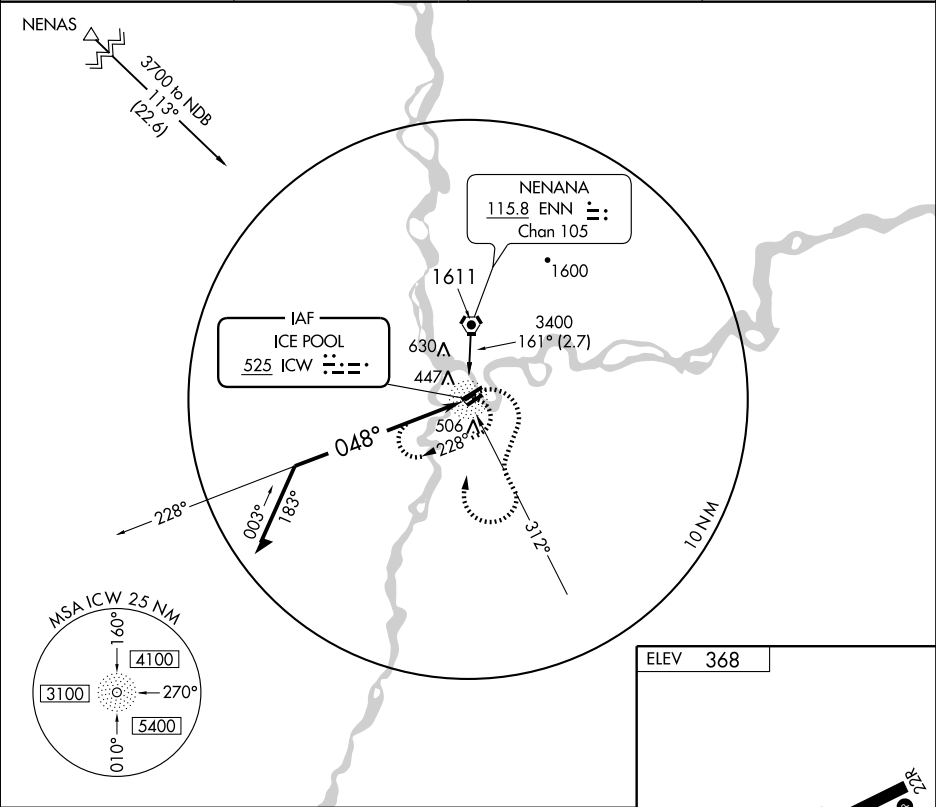 NENAS
3700 to NDB
113°
(22.6)
NENANA
115.8 ENN
Chan 105
1600
1611
IAF
ICE POOL
525 ICW
3400
161° (2.7)
630
447
506
048°
228°
228°
003°
183°
312°
10 NM
MSA ICW 25 NM
160°
4100
3100
270°
5400
010°
ELEV 368
22R